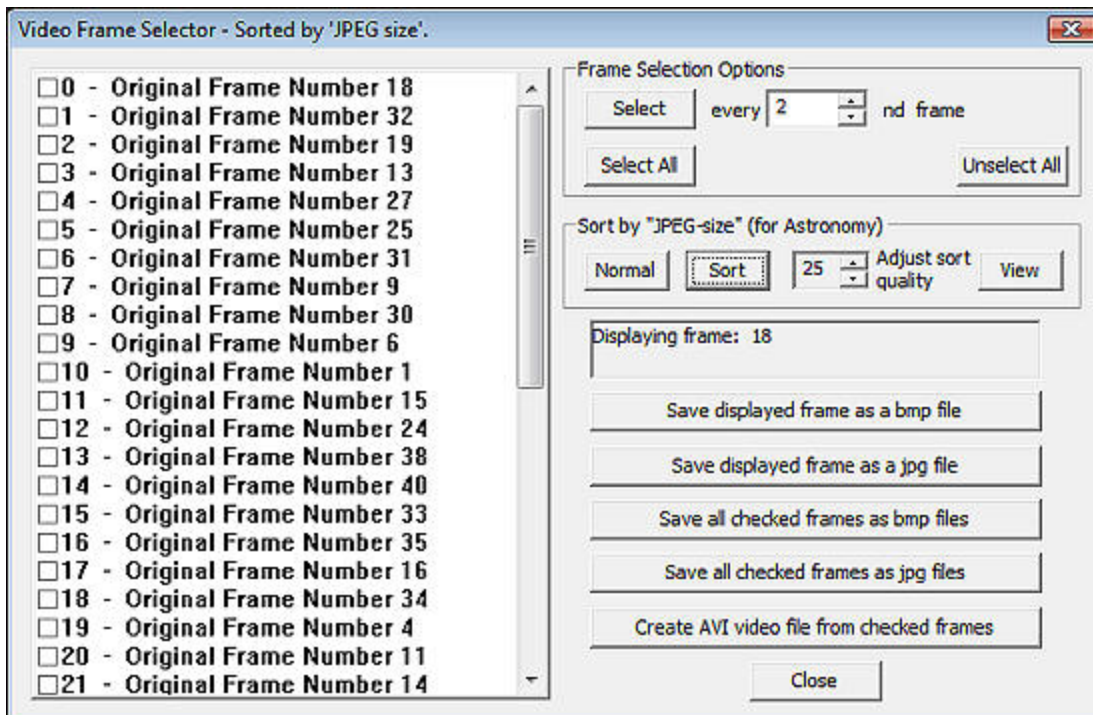 Video Frame Selector - Sorted by 'JPEG size'.
0 - Original Frame Number 18
1 - Original Frame Number 32
2 - Original Frame Number 19
3 - Original Frame Number 13
4 - Original Frame Number 27
5 - Original Frame Number 25
6 - Original Frame Number 31
7 - Original Frame Number 9
8 - Original Frame Number 30
9 - Original Frame Number 6
10 - Original Frame Number 1
11 - Original Frame Number 15
12 - Original Frame Number 24
13 - Original Frame Number 38
14 - Original Frame Number 40
15 - Original Frame Number 33
16 - Original Frame Number 35
17 - Original Frame Number 16
18 - Original Frame Number 34
19 - Original Frame Number 4
20 - Original Frame Number 11
21 - Original Frame Number 14
Frame Selection Options
Select every 2 nd frame
Select All Unselect All
Sort by "JPEG-size" (for Astronomy)
Normal Sort 25 Adjust sort quality View
Displaying frame: 18
Save displayed frame as a bmp file
Save displayed frame as a jpg file
Save all checked frames as bmp files
Save all checked frames as jpg files
Create AVI video file from checked frames
Close